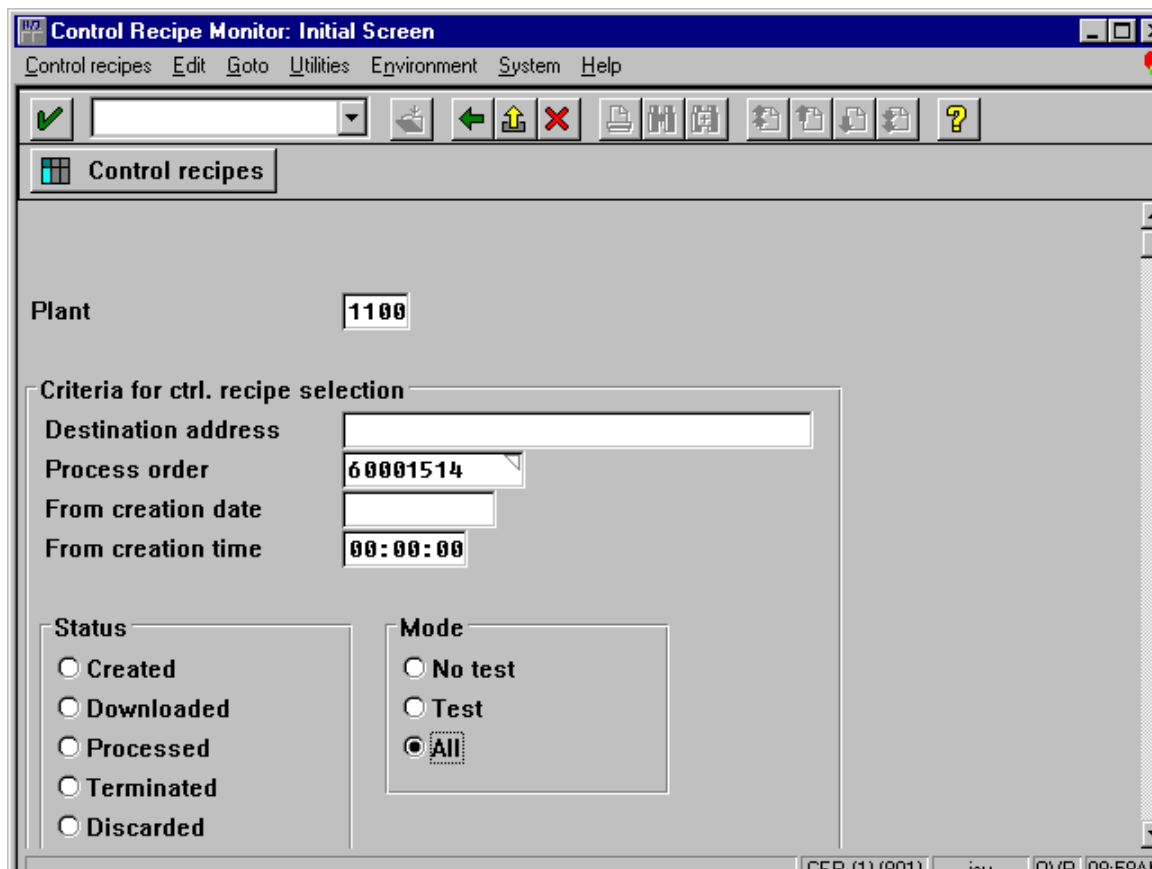 Control Recipe Monitor: Initial Screen
Control recipes Edit Goto Utilities Environment System Help
Control recipes
Plant 1100
Criteria for ctrl. recipe selection
Destination address
Process order 60001514
From creation date
From creation time 00:00:00
Status Mode
Created No test
Downloaded Test
Processed All
Terminated
Discarded